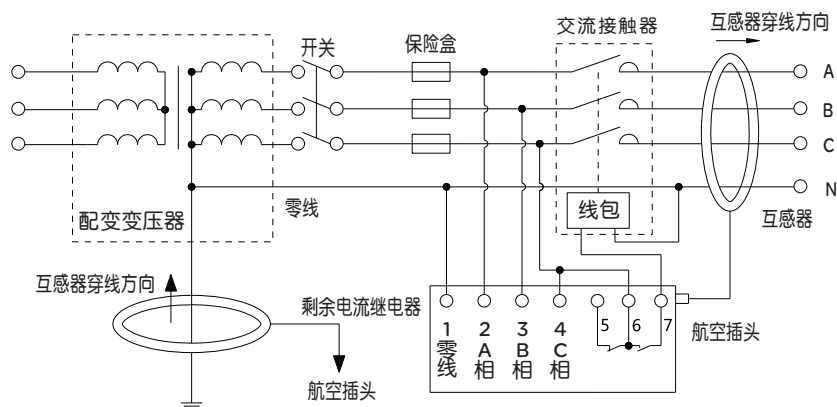 互感器穿线方向
交流接触器
保险盒
开关
A
B
C
N
线包
零线
配变变压器
互感器
互感器穿线方向
剩余电流继电器
航空插头
航空插头
1 2 3 4 5 6 7
零线 A相 B相 C相